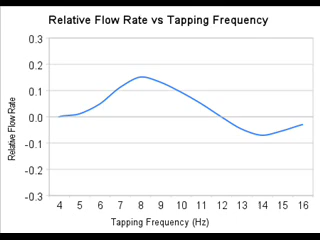 Relative Flow Rate vs Tapping Frequency
0.3
0.2
0.1
0.0
-0.1
-0.2
-0.3
Relative Flow Rate
4 5 6 7 8 9 10 11 12 13 14 15 16
Tapping Frequency (Hz)